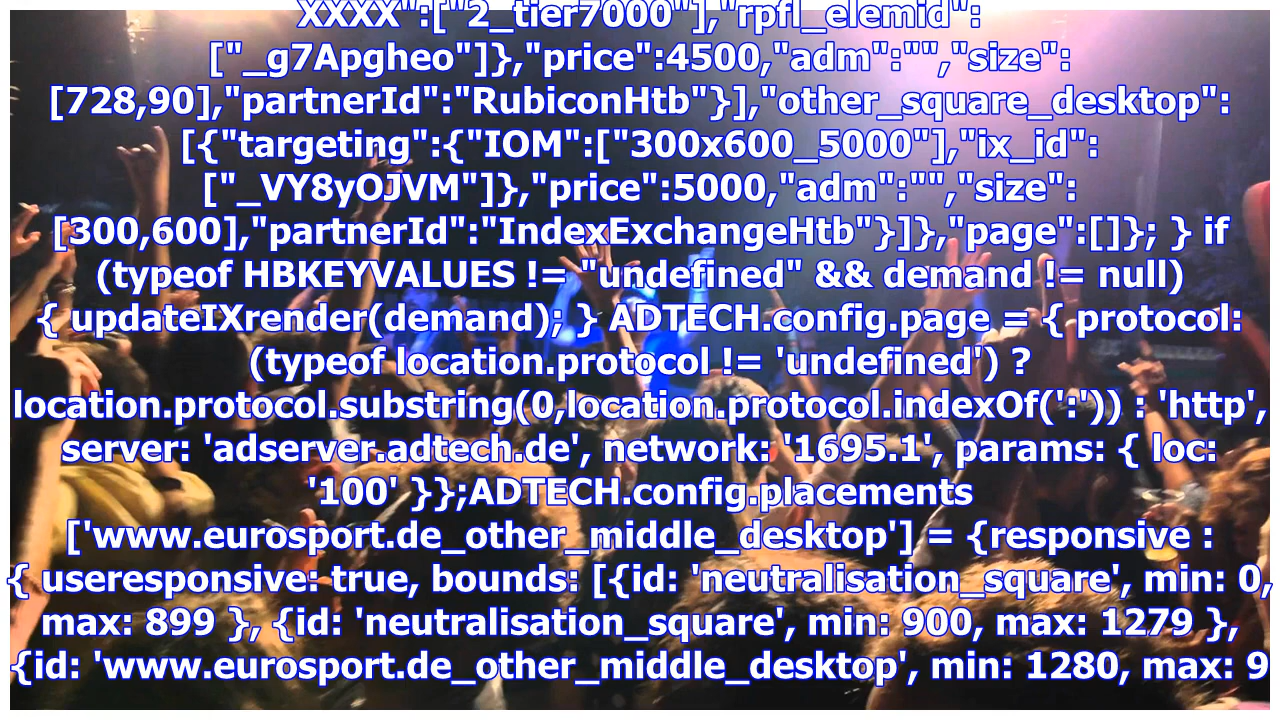 XXXX":["2_tier7000"],"rpfl_elemid":
["_g7Apgheo"]},"price":4500,"adm":"","size":
[728,90],"partnerId":"RubiconHtb"}],"other_square_desktop":
[{"targeting":{"IOM":["300x600_5000"],"ix_id":
["_VY8yOJVM"]},"price":5000,"adm":"","size":
[300,600],"partnerId":"IndexExchangeHtb"}]},"page":[]}; } if
(typeof HBKEYVALUES != "undefined" && demand != null)
{ updateIXrender(demand); } ADTECH.config.page = { protocol:
(typeof location.protocol != 'undefined') ?
location.protocol.substring(0,location.protocol.indexOf(':')) : 'http',
server: 'adserver.adtech.de', network: '1695.1', params: { loc:
'100' }};ADTECH.config.placements
['www.eurosport.de_other_middle_desktop'] = {responsive :
{ useresponsive: true, bounds: [{id: 'neutralisation_square', min: 0,
max: 899 }, {id: 'neutralisation_square', min: 900, max: 1279 },
{id: 'www.eurosport.de_other_middle_desktop', min: 1280, max: 9